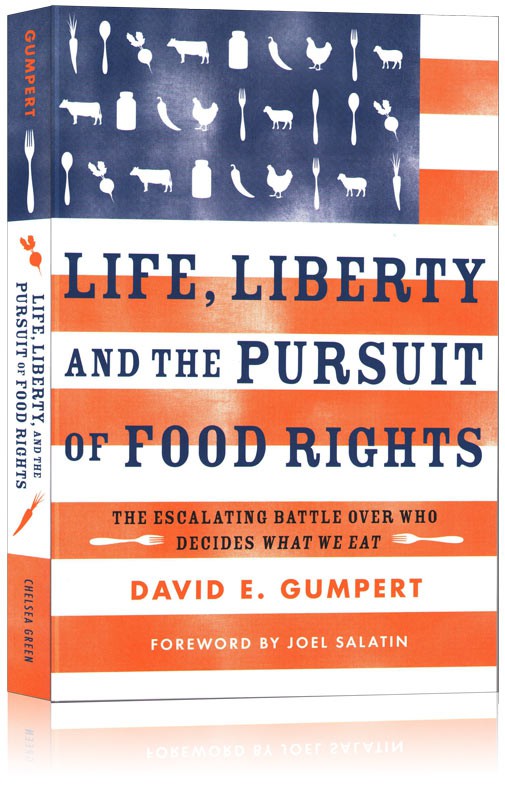 GUMPERT
LIFE, LIBERTY, AND THE
PURSUIT OF FOOD RIGHTS
CHELSEA GREEN
LIFE, LIBERTY
AND THE PURSUIT
OF FOOD RIGHTS
THE ESCALATING BATTLE OVER WHO
DECIDES WHAT WE EAT
DAVID E. GUMPERT
FOREWORD BY JOEL SALATIN